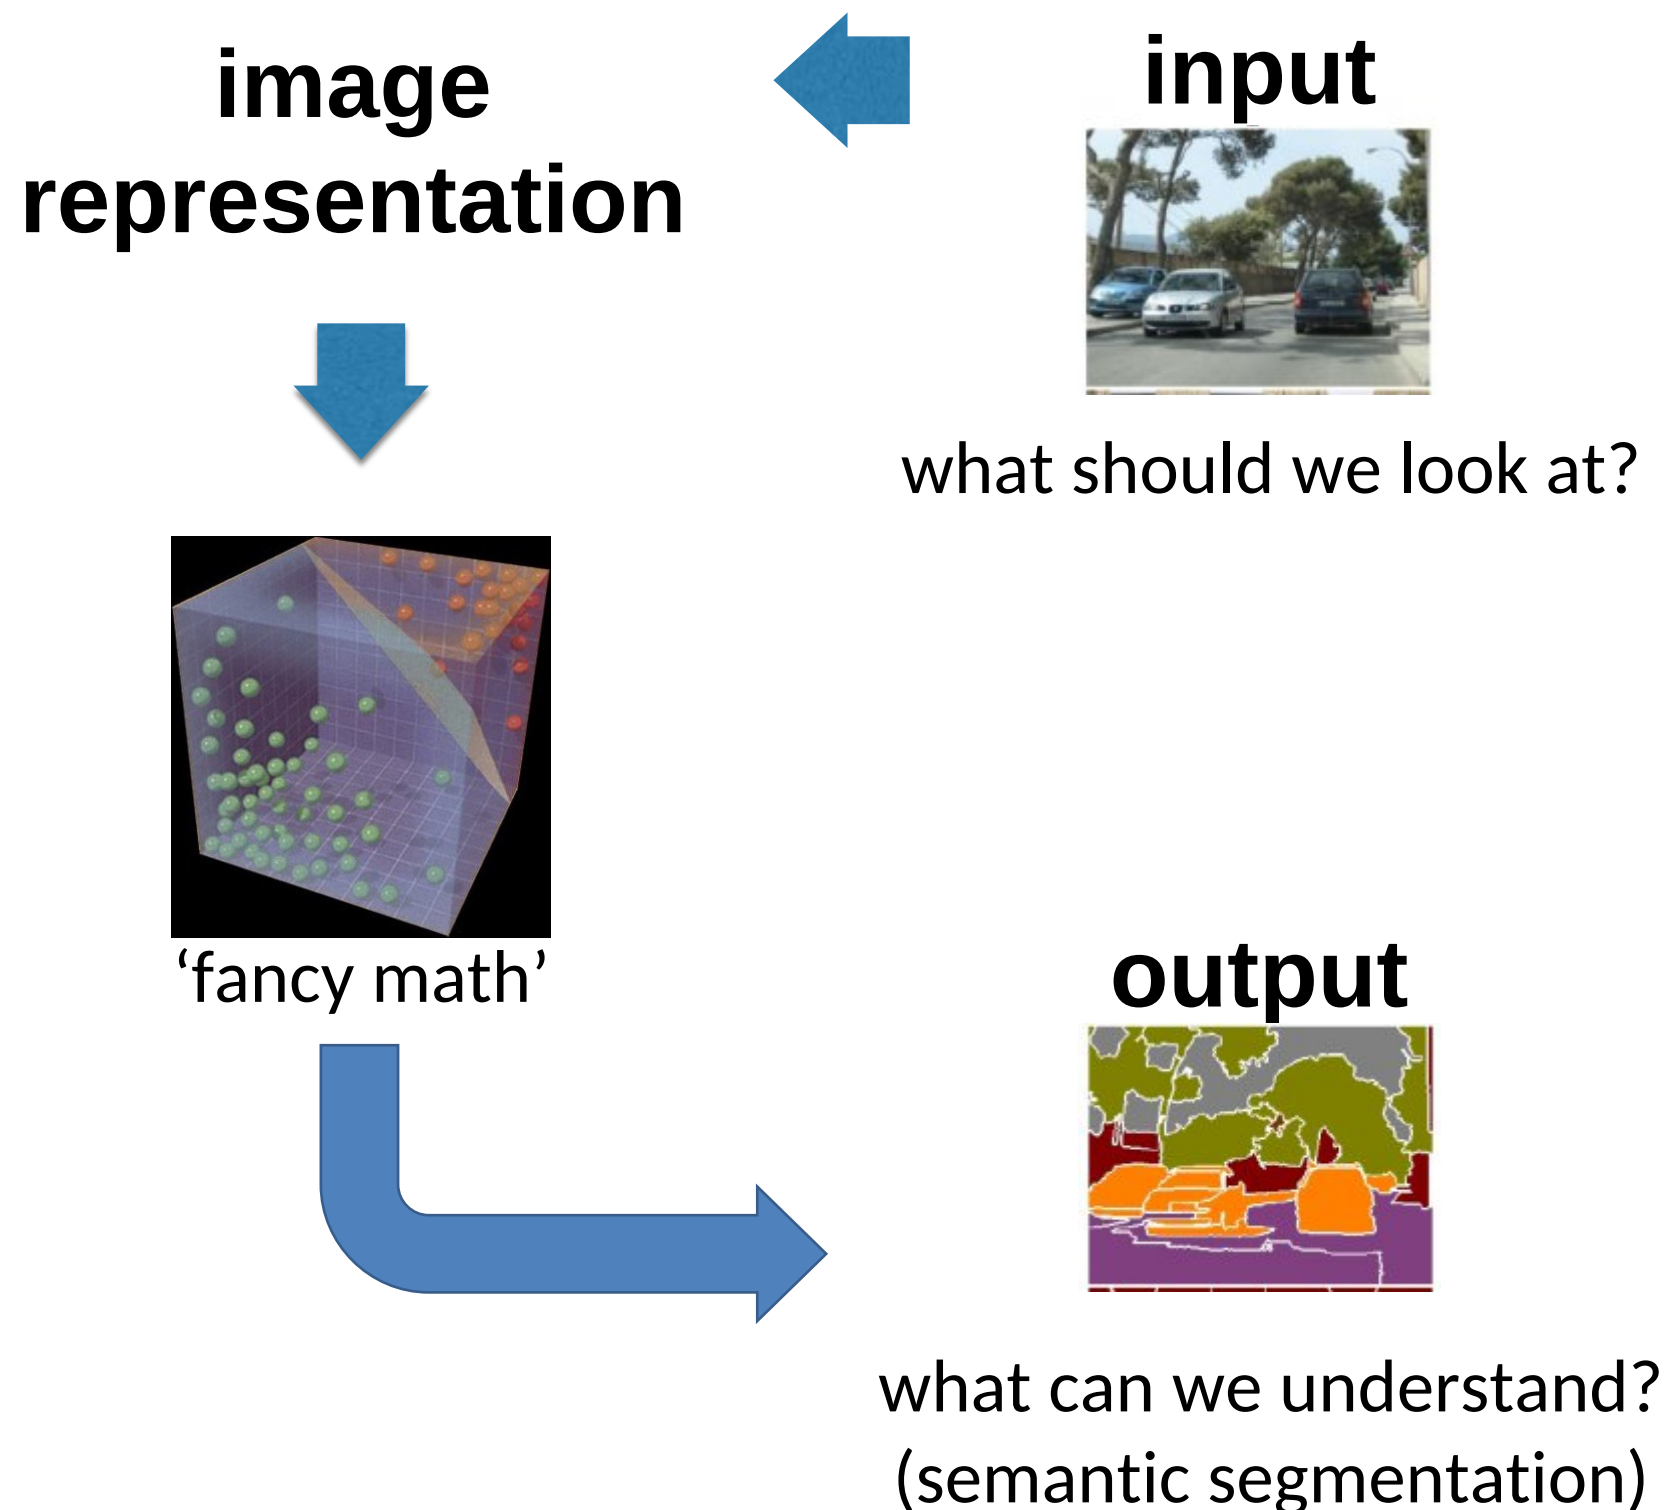 image
representation
input
what should we look at?
‘fancy math’
output
what can we understand?
(semantic segmentation)